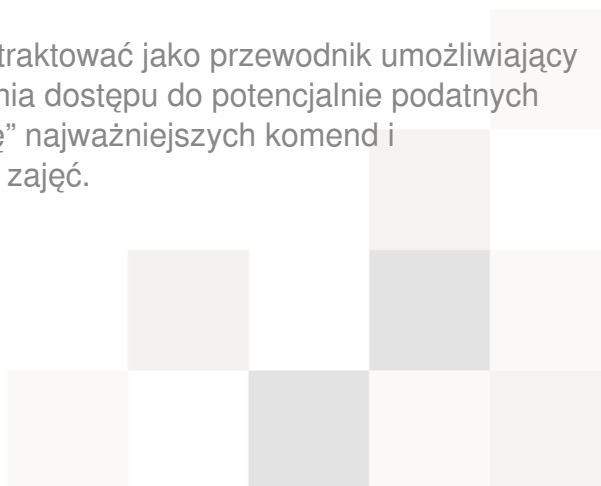 traktować jako przewodnik umożliwiający
nia dostępu do potencjalnie podatnych
ę” najważniejszych komend i
zajęć.